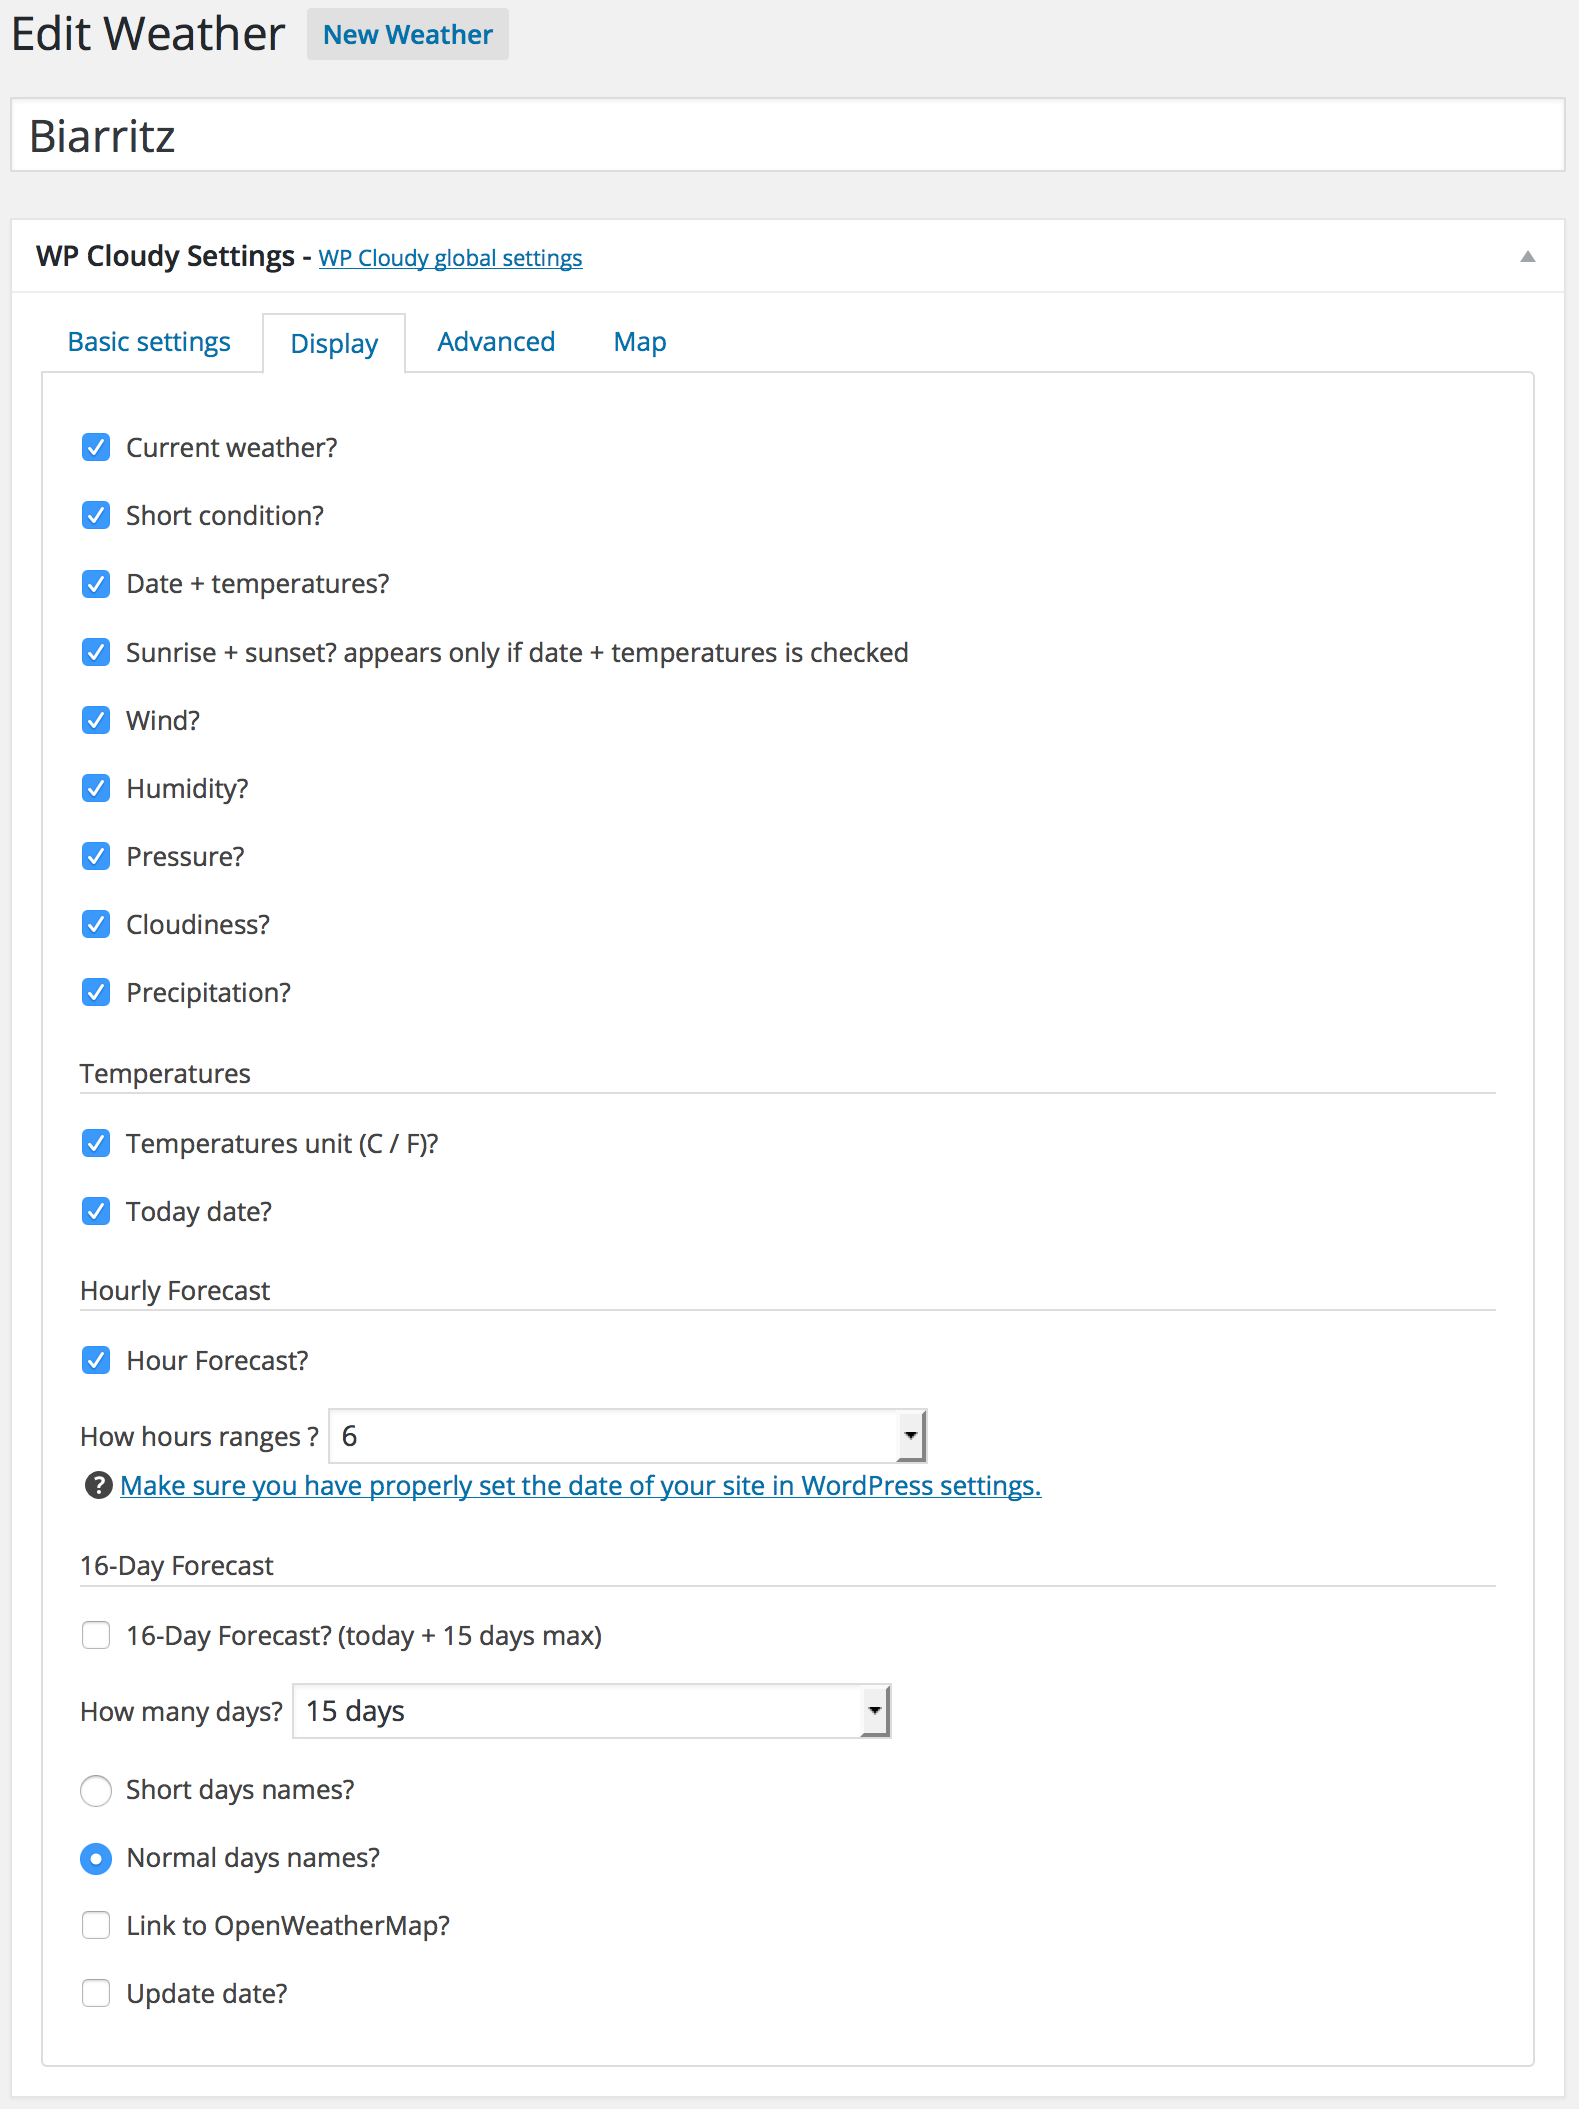 Edit Weather New Weather
Biarritz
WP Cloudy Settings - WP Cloudy global settings
Basic settings Display Advanced Map
Current weather?
Short condition?
Date + temperatures?
Sunrise + sunset? appears only if date + temperatures is checked
Wind?
Humidity?
Pressure?
Cloudiness?
Precipitation?
Temperatures
Temperatures unit (C / F)?
Today date?
Hourly Forecast
Hour Forecast?
How hours ranges ? 6
? Make sure you have properly set the date of your site in WordPress settings.
16-Day Forecast
16-Day Forecast? (today + 15 days max)
How many days? 15 days
Short days names?
Normal days names?
Link to OpenWeatherMap?
Update date?